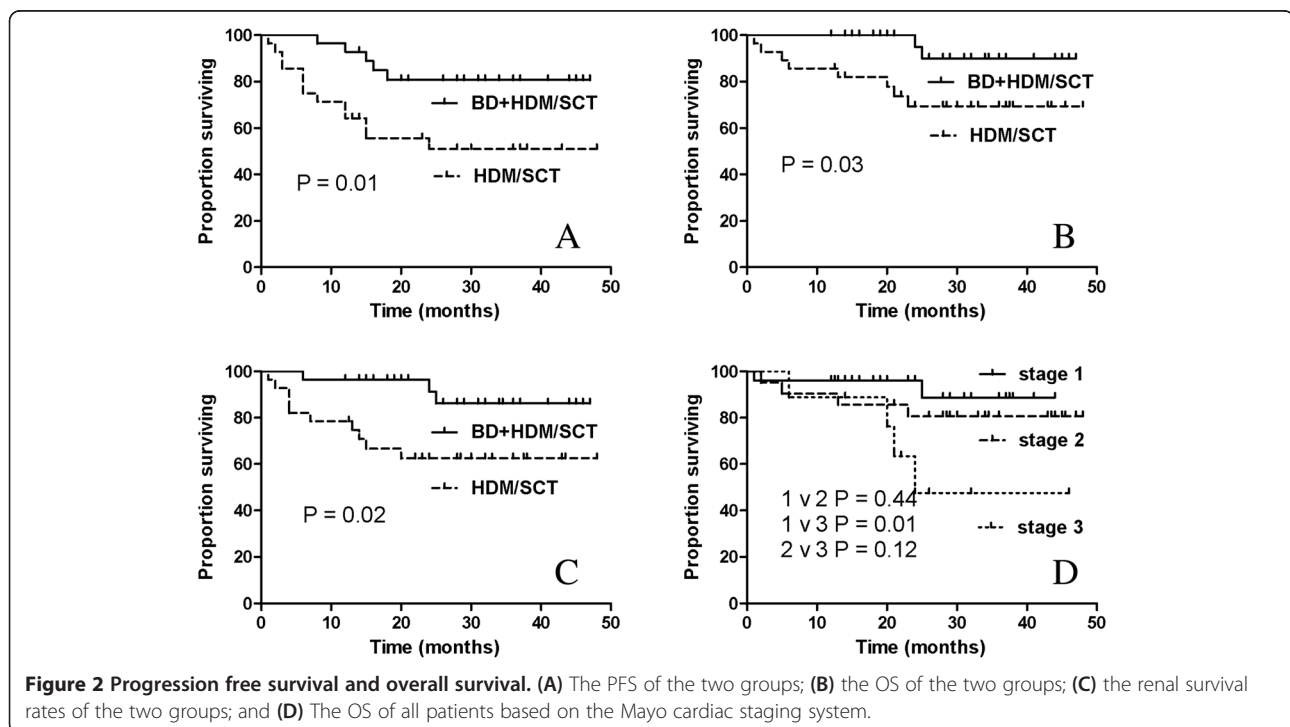 100
80
60
40
20
0
Proportion surviving
BD+HDM/SCT
HDM/SCT
P = 0.01
A
0 10 20 30 40 50
Time (months)
100
80
60
40
20
0
Proportion surviving
BD+HDM/SCT
HDM/SCT
P = 0.03
B
0 10 20 30 40 50
Time (months)
100
80
60
40
20
0
Proportion surviving
BD+HDM/SCT
HDM/SCT
P = 0.02
C
0 10 20 30 40 50
Time (months)
100
80
60
40
20
0
Proportion surviving
stage 1
stage 2
stage 3
1 v 2 P = 0.44
1 v 3 P = 0.01
2 v 3 P = 0.12
D
0 10 20 30 40 50
Time (months)
Figure 2 Progression free survival and overall survival. (A) The PFS of the two groups; (B) the OS of the two groups; (C) the renal survival
rates of the two groups; and (D) The OS of all patients based on the Mayo cardiac staging system.